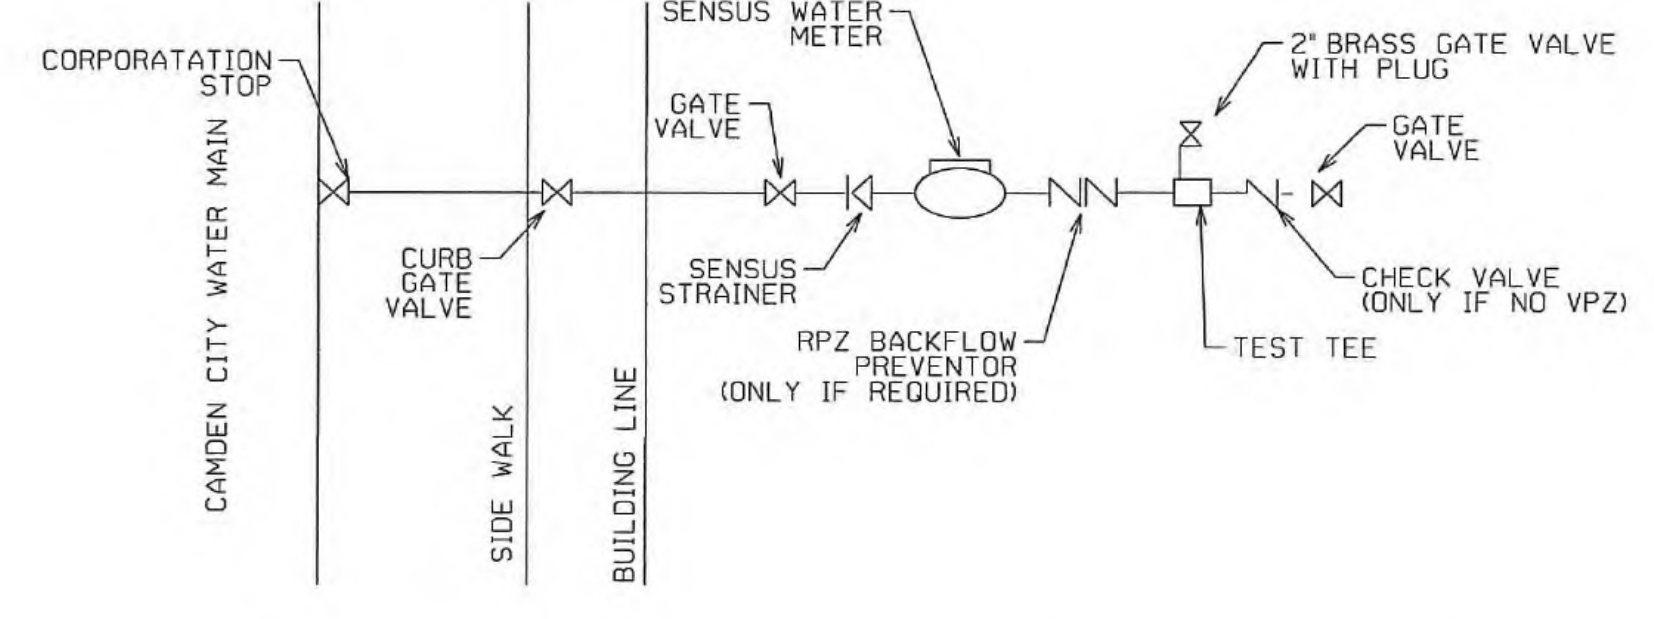 SENSUS WATER
METER
CORPORATATION
STOP
2" BRASS GATE VALVE
WITH PLUG
GATE
VALVE
GATE
VALVE
CAMDEN CITY WATER MAIN
CURB
GATE
VALVE
SENSUS
STRAINER
CHECK VALVE
(ONLY IF NO VPZ)
RPZ BACKFLOW
PREVENTOR
(ONLY IF REQUIRED)
TEST TEE
SIDE WALK
BUILDING LINE